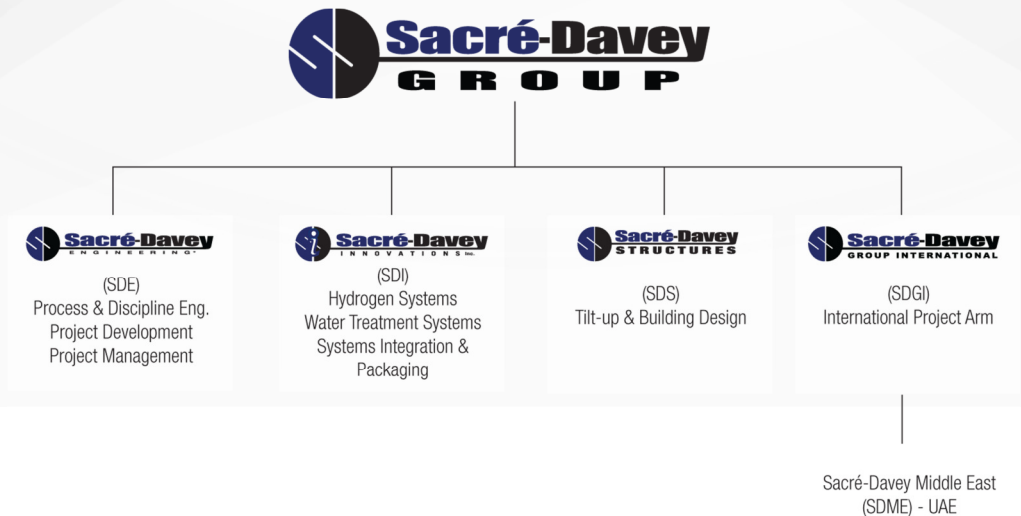 Sacré-Davey
GROUP
Sacré-Davey
ENGINEERING
(SDE)
Process & Discipline Eng.
Project Development
Project Management
i
Sacré-Davey
INNOVATIONS Inc.
(SDI)
Hydrogen Systems
Water Treatment Systems
Systems Integration &
Packaging
Sacré-Davey
STRUCTURES
(SDS)
Tilt-up & Building Design
Sacré-Davey
GROUP INTERNATIONAL
(SDGI)
International Project Arm
Sacré-Davey Middle East
(SDME) - UAE